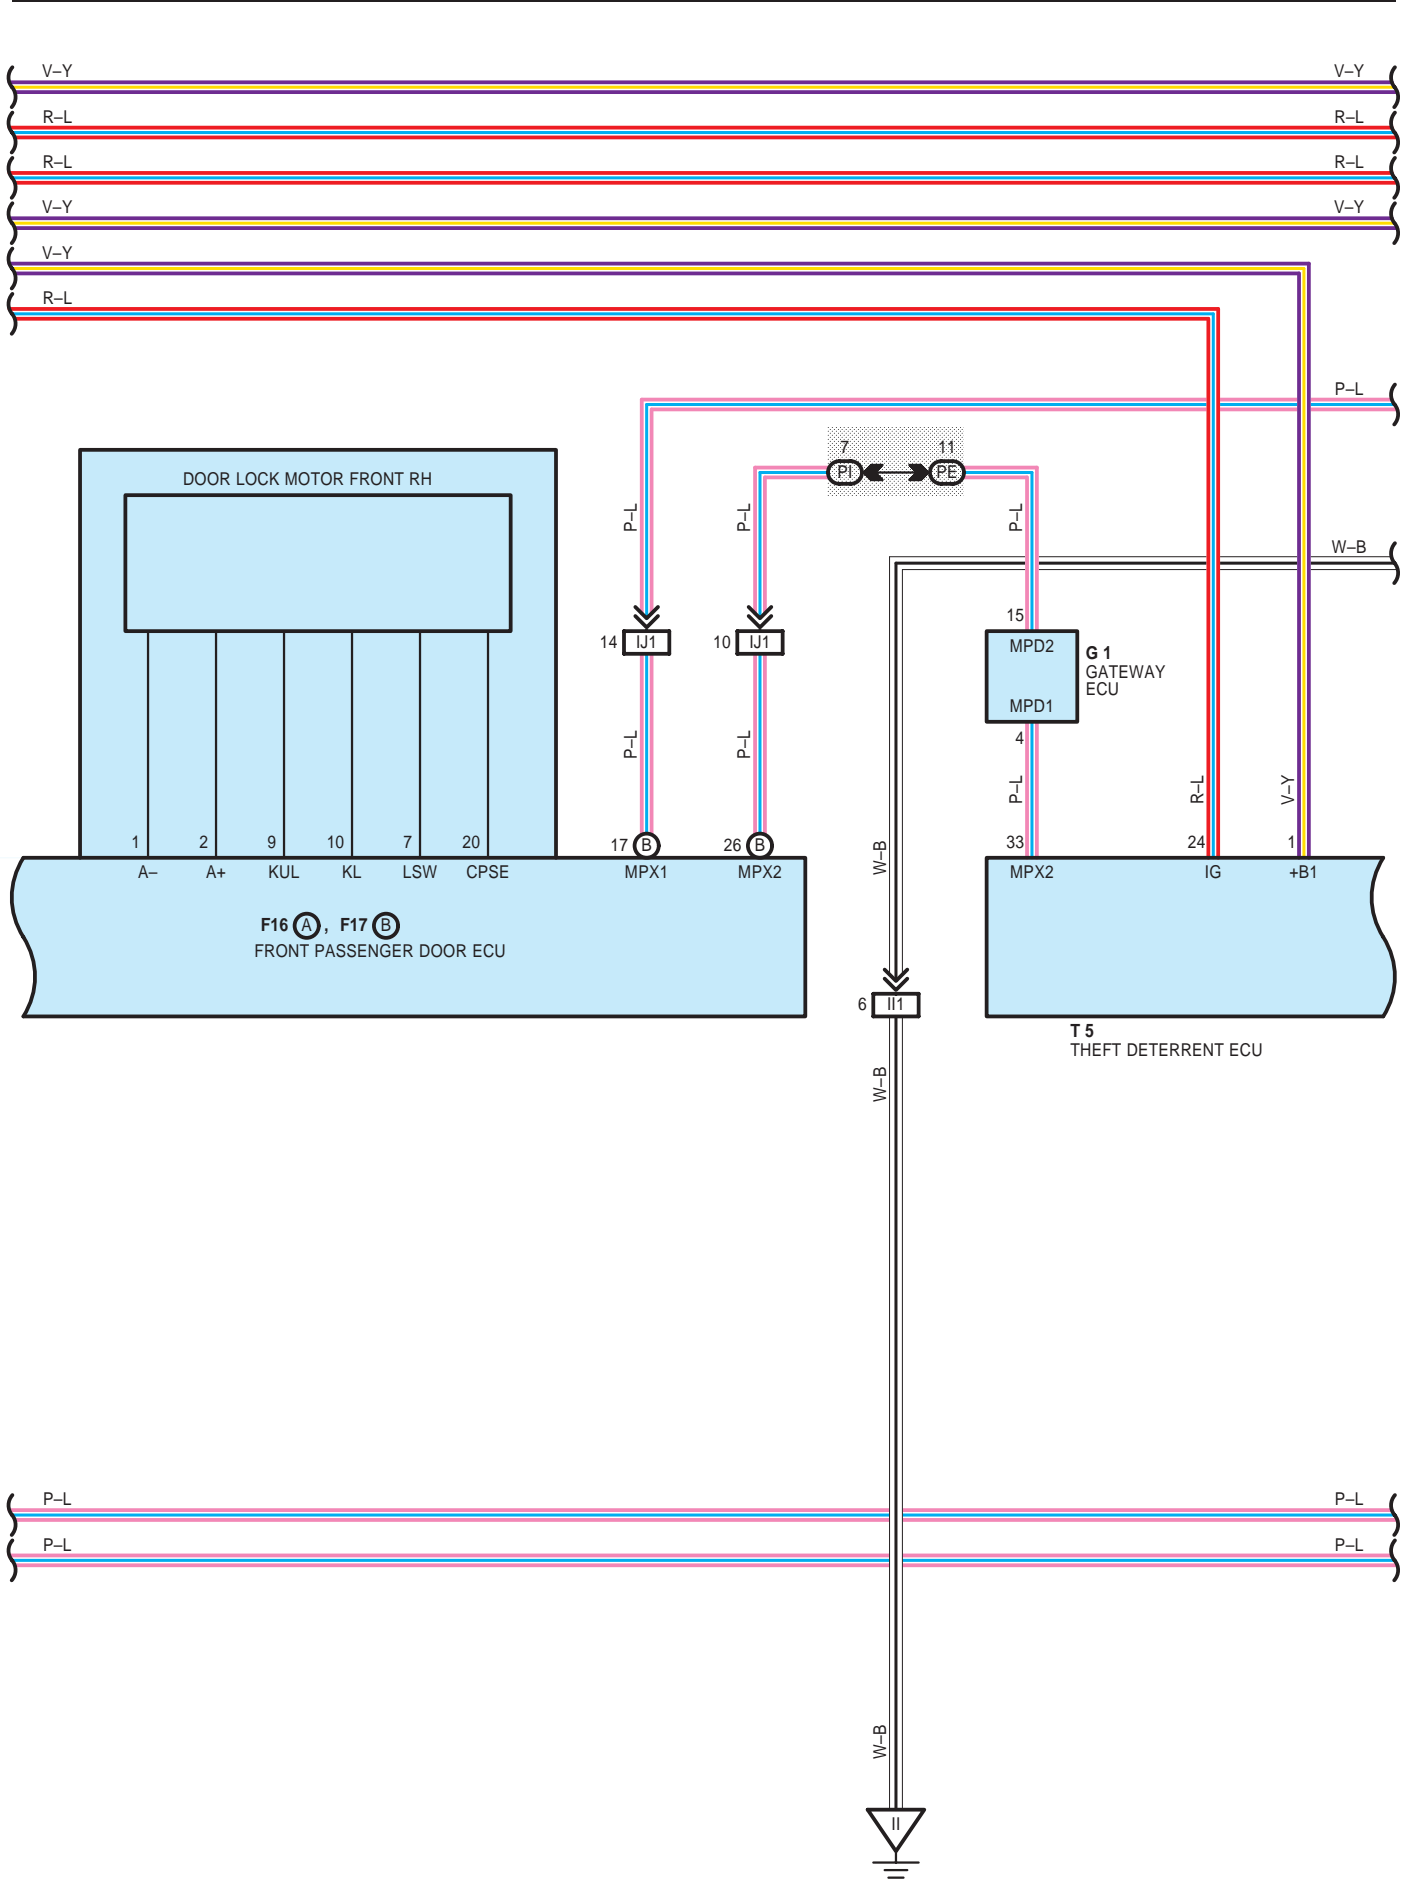 V–Y V–Y
R–L R–L
R–L R–L
V–Y V–Y
V–Y
R–L
P–L
7 11
PI PE
DOOR LOCK MOTOR FRONT RH
P–L P–L P–L
W–B
15
14 IJ1 10 IJ1
MPD2
G 1
GATEWAY
ECU
MPD1
4
P–L P–L P–L R–L V–Y
1 2 9 10 7 20 17 B 26 B 33 24 1
W–B
A– A+ KUL KL LSW CPSE MPX1 MPX2 MPX2 IG +B1
F16 A , F17 B
FRONT PASSENGER DOOR ECU
6 II1
T 5
THEFT DETERRENT ECU
W–B
P–L P–L
P–L P–L
W–B
II